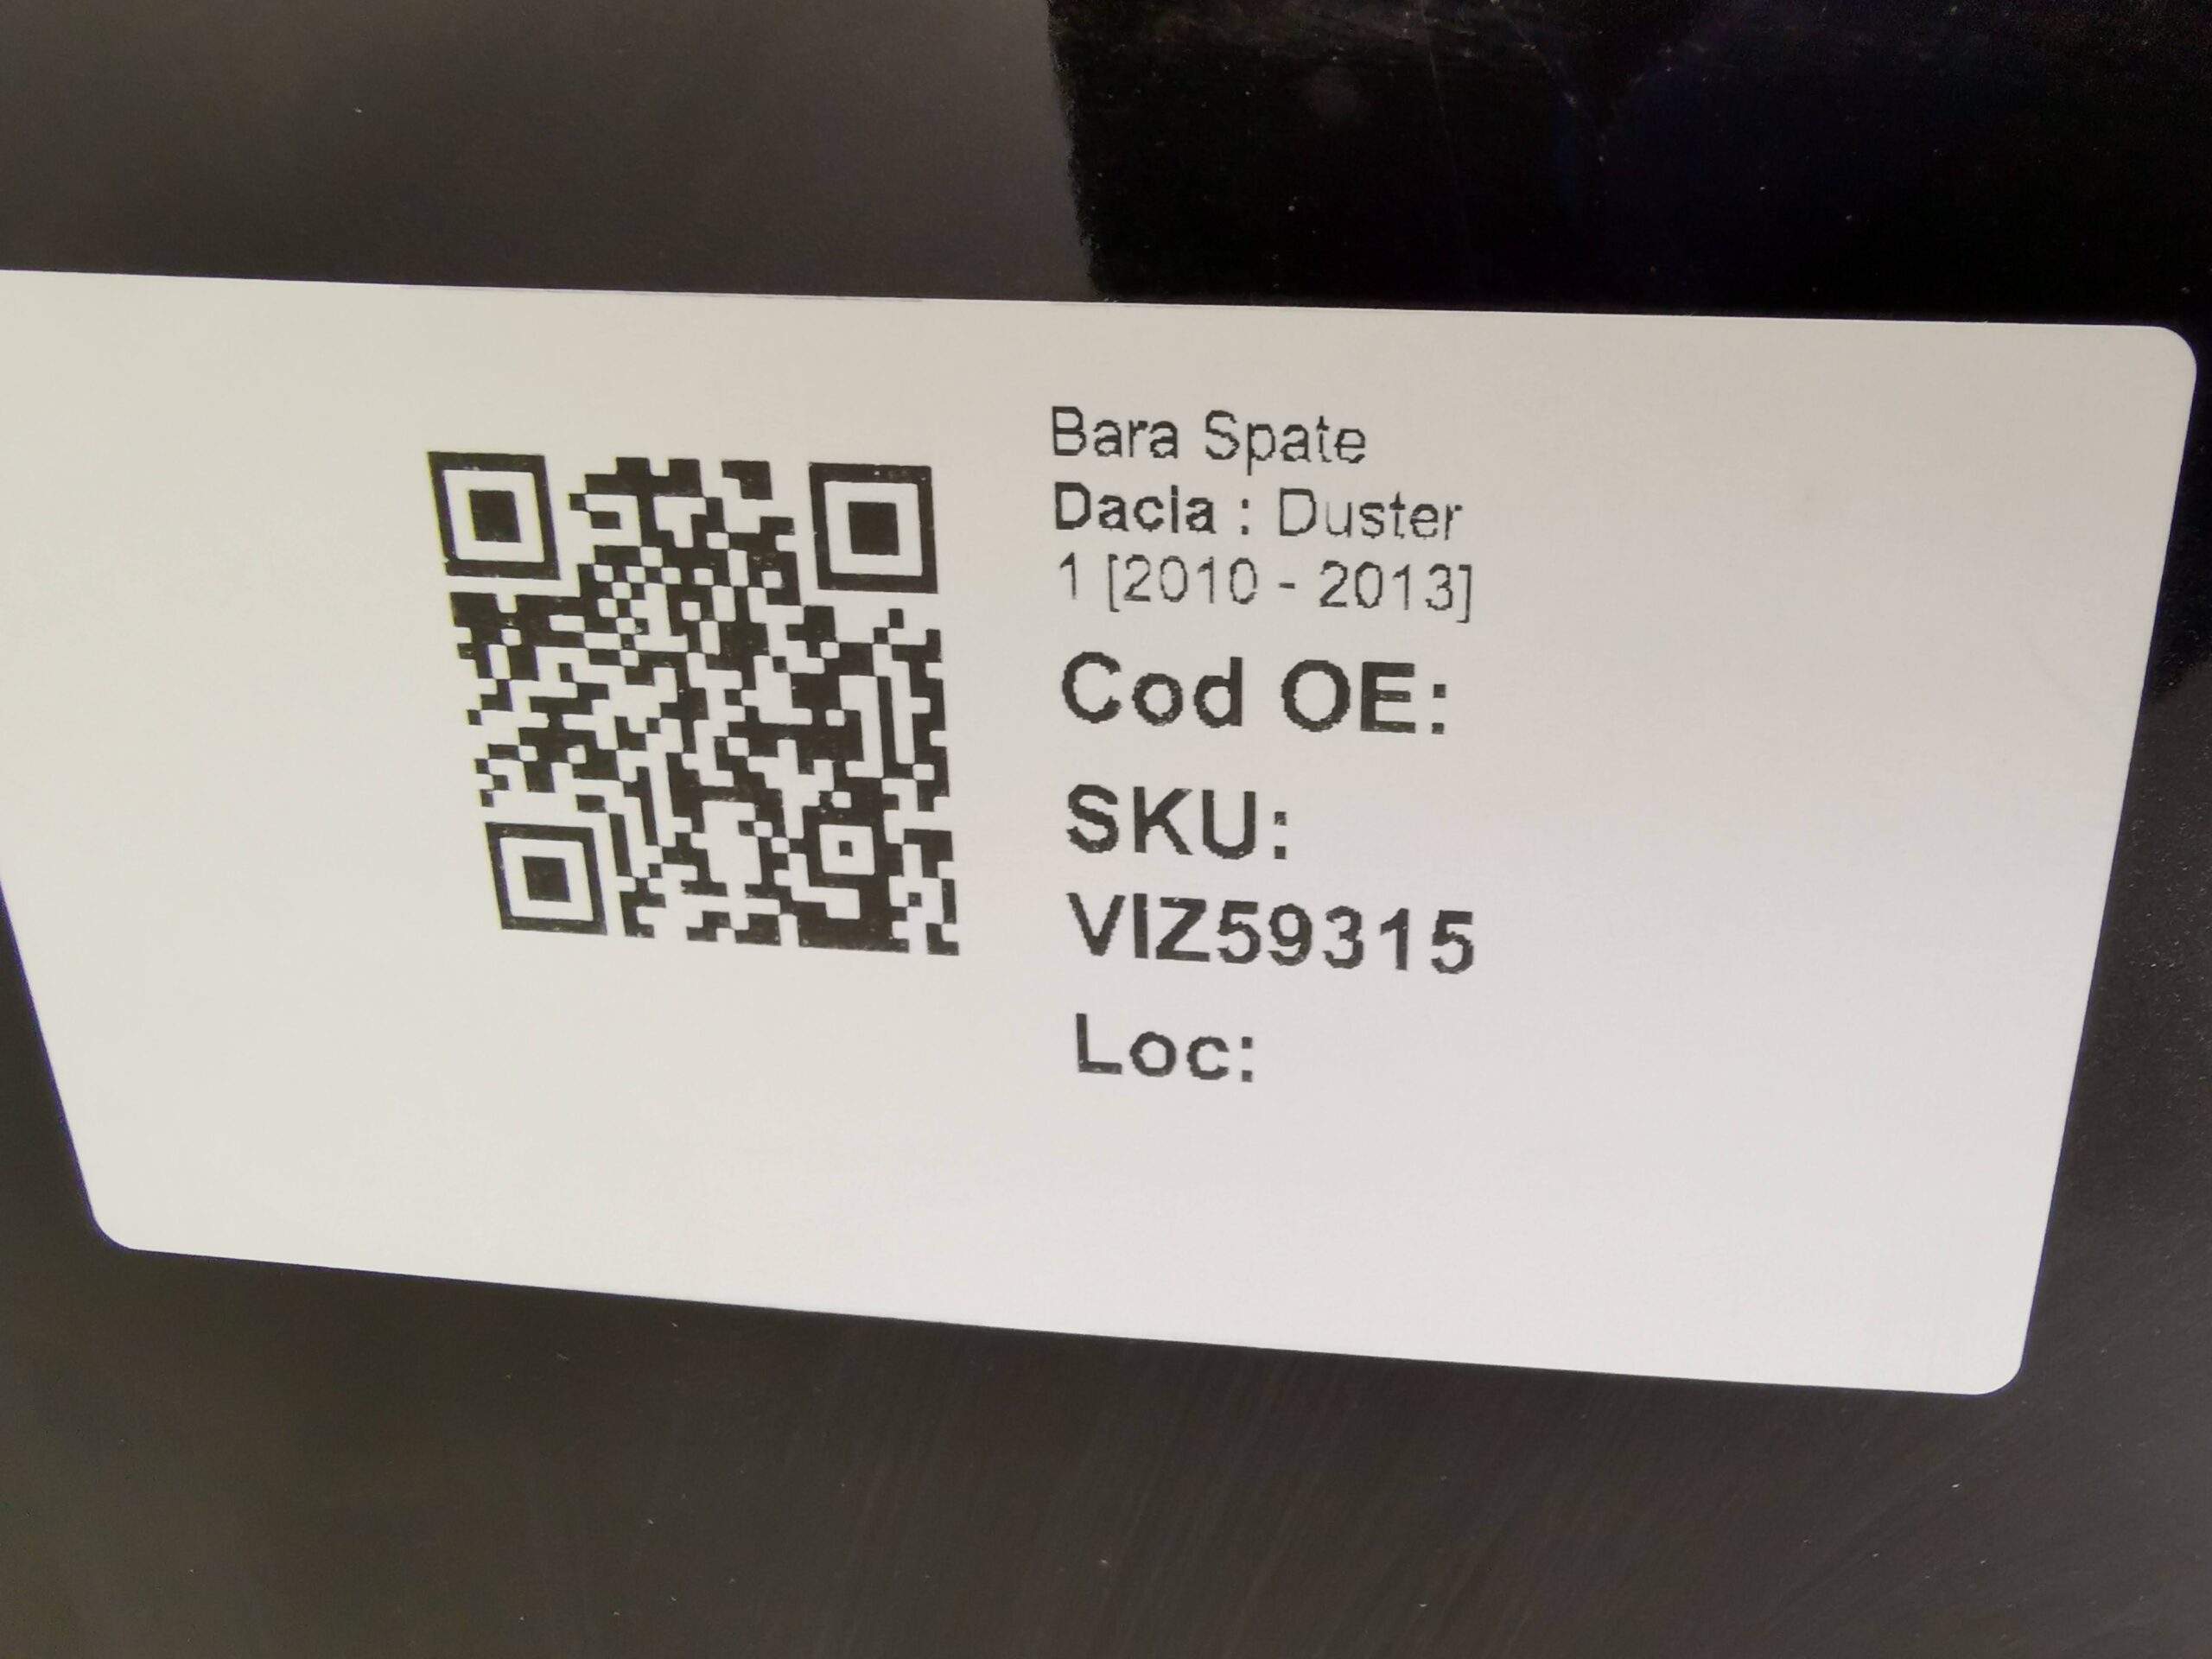 Bara Spate
Dacia : Duster
1 [2010 - 2013]
Cod OE:
SKU:
VIZ59315
Loc: